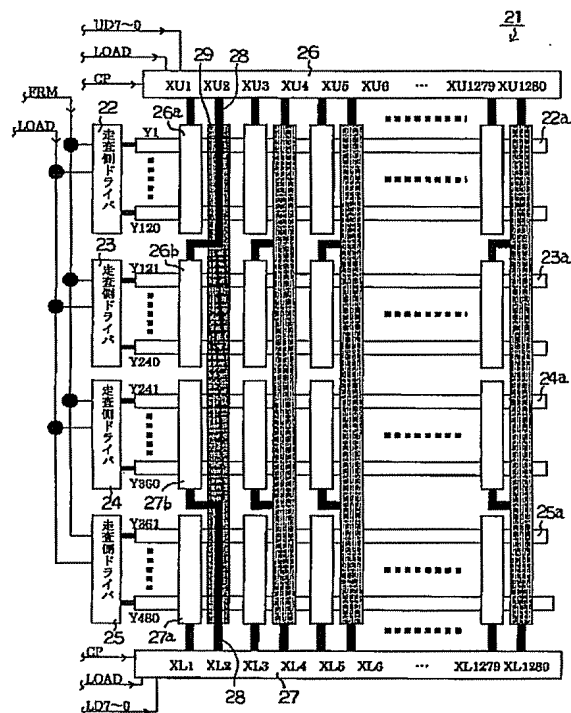 21
UD7~0
LOAD
CP
29
28
26
XU1 XU2 XU3 XU4 XU5 XU6 … XU1279 XU1280
FRM
LOAD
22
走査側ドライバ
26a
Y1
22a
Y120
23
走査側ドライバ
26b
Y121
23a
Y240
走査側ドライバ
24
Y241
24a
Y360
27b
走査側ドライバ
25
Y361
25a
Y480
27a
CP
LOAD
LD7~0
XL1 XL2 XL3 XL4 XL5 XL6 … XL1279 XL1280
28
27